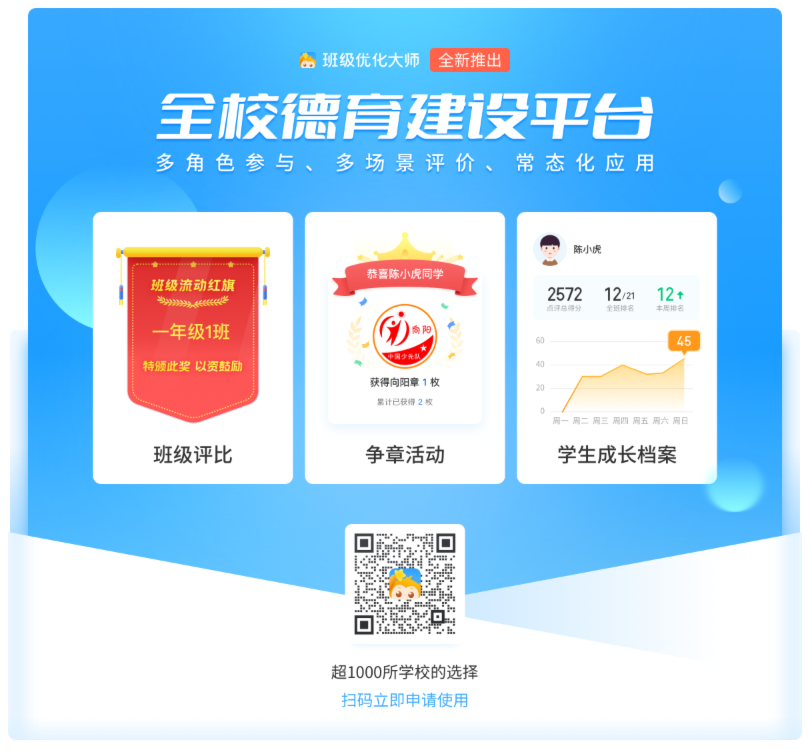 班级优化大师 全新推出
全校德育建设平台
多角色参与、多场景评价、常态化应用
班级流动红旗
一年级1班
特颁此奖 以资鼓励
班级评比
恭喜陈小虎同学
向阳
中国少先队
获得向阳章 1 枚
累计已获得 2 枚
争章活动
陈小虎
2572 12/21 12
点评总得分 全班排名 本周排名
45
60
40
20
0
周一 周二 周三 周四 周五 周六 周日
学生成长档案
超1000所学校的选择
扫码立即申请使用